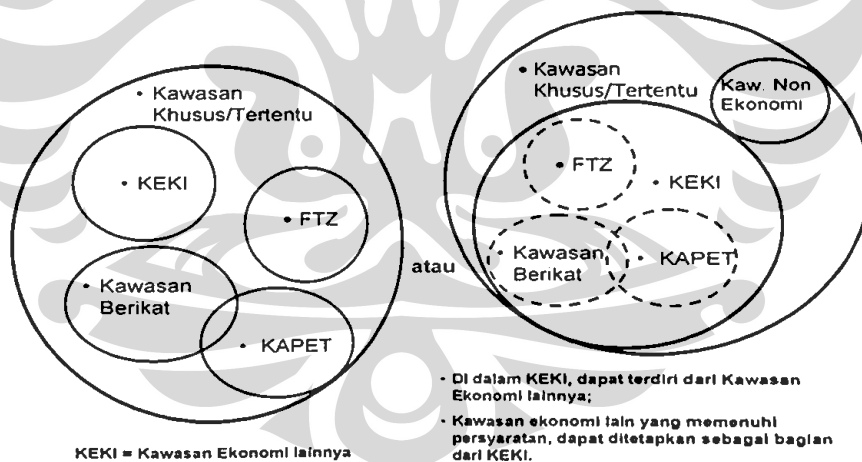 • Kawasan
Khusus/Tertentu
• KEKI
• FTZ
• Kawasan
Berikat
• KAPET
KEKI = Kawasan Ekonomi lainnya
atau
• Kawasan
Khusus/Tertentu
Kaw. Non
Ekonomi
• FTZ
• KEKI
• Kawasan
Berikat
• KAPET
• Di dalam KEKI, dapat terdiri dari Kawasan
Ekonomi lainnya;
• Kawasan ekonomi lain yang memenuhi
persyaratan, dapat ditetapkan sebagai bagian
dari KEKI.